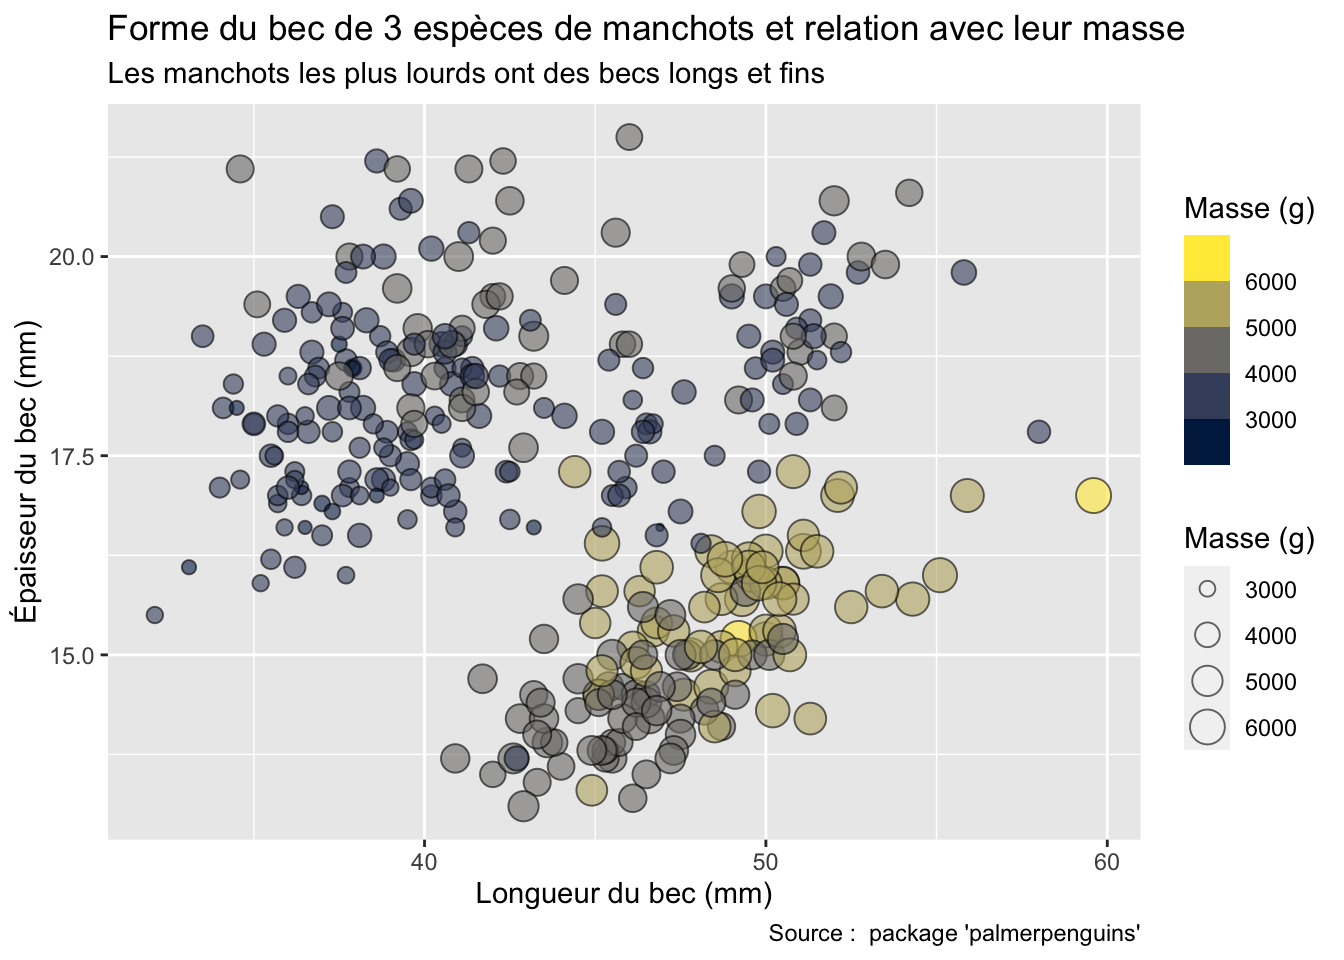 Forme du bec de 3 espèces de manchots et relation avec leur masse
Les manchots les plus lourds ont des becs longs et fins
Épaisseur du bec (mm)
20.0
17.5
15.0
40
50
60
Longueur du bec (mm)
Source :  package 'palmerpenguins'
Masse (g)
6000
5000
4000
3000
Masse (g)
3000
4000
5000
6000